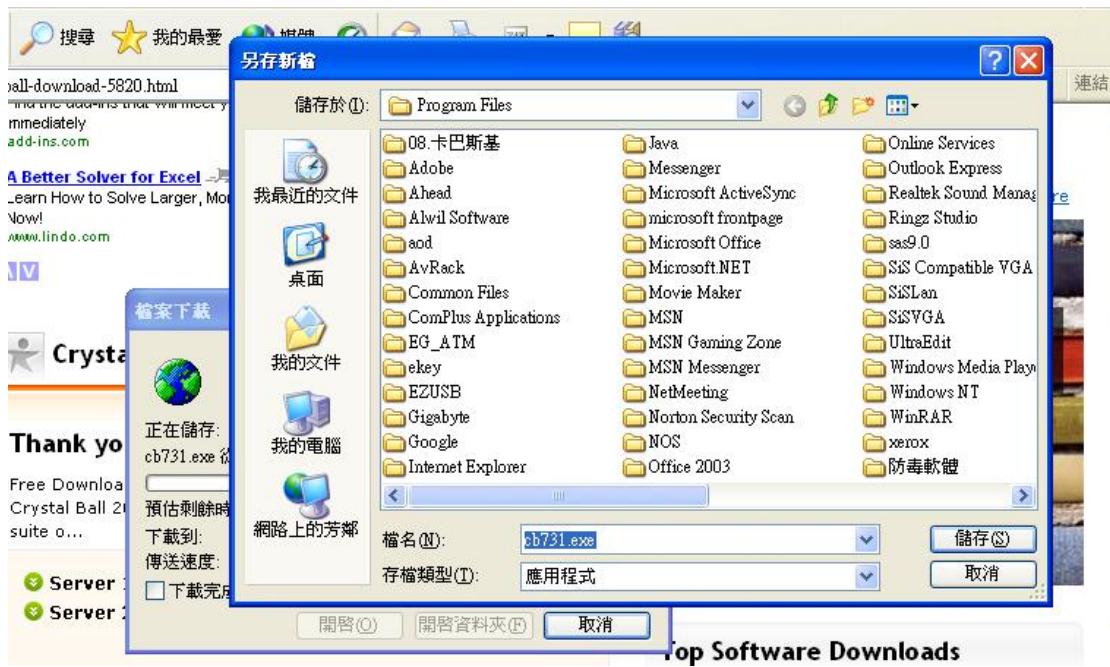 搜尋 我的最愛 媒體
ball-download-5820.html
連結
mmediately
add-ins.com
A Better Solver for Excel
Learn How to Solve Larger, Mor
Now!
www.lindo.com
Crysta
Thank yo
Free Downloa
Crystal Ball 2
suite o...
Server
Server
檔案下載
正在儲存:
cb731.exe 從
預估剩餘時
下載到:
傳送速度:
下載完成
開啓(O) 開啓資料夾(F) 取消
另存新檔
儲存於(I): Program Files
我最近的文件
桌面
我的文件
我的電腦
網路上的芳鄰
08.卡巴斯基
Adobe
Ahead
Alwil Software
aod
AvRack
Common Files
ComPlus Applications
EG_ATM
ekey
EZUSB
Gigabyte
Google
Internet Explorer
Java
Messenger
Microsoft ActiveSync
microsoft frontpage
Microsoft Office
Microsoft.NET
Movie Maker
MSN
MSN Gaming Zone
MSN Messenger
NetMeeting
Norton Security Scan
NOS
Office 2003
Online Services
Outlook Express
Realtek Sound Manag
Ringz Studio
sas9.0
SiS Compatible VGA
SiSLan
SiSVGA
UltraEdit
Windows Media Play
Windows NT
WinRAR
xerox
防毒軟體
檔名(N): cb731.exe 儲存(S)
存檔類型(T): 應用程式 取消
Top Software Downloads